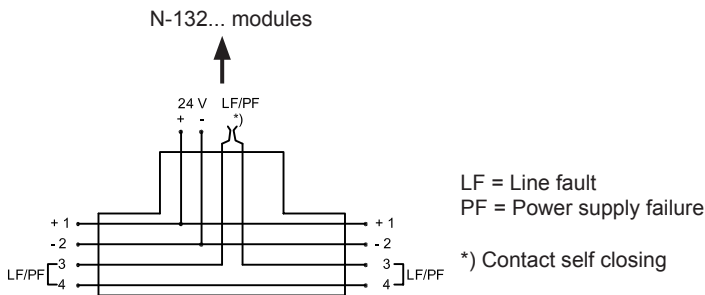 N-132... modules
24 V LF/PF
+ - *)
+ 1 + 1
- 2 - 2
3 3
LF/PF LF/PF
4 4
LF = Line fault
PF = Power supply failure
*) Contact self closing